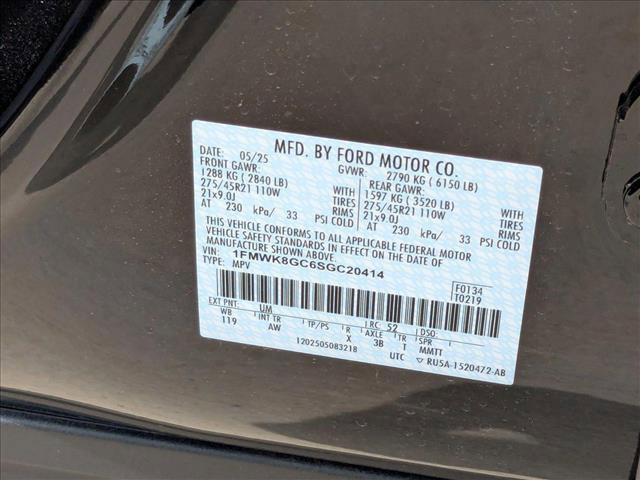 MFD. BY FORD MOTOR CO.
DATE: 05/25 GVWR: 2790 KG ( 6150 LB)
FRONT GAWR: REAR GAWR:
1288 KG ( 2840 LB) WITH 1597 KG ( 3520 LB) WITH
275/45R21 110W TIRES 275/45R21 110W TIRES
21x9.0J RIMS 21x9.0J RIMS
AT 230 kPa/ 33 PSI COLD AT 230 kPa/ 33 PSI COLD
THIS VEHICLE CONFORMS TO ALL APPLICABLE FEDERAL MOTOR
VEHICLE SAFETY STANDARDS IN EFFECT ON THE DATE OF
MANUFACTURE SHOWN ABOVE.
VIN: 1FMWK8GC6SGC20414 F0134
TYPE: MPV T0219
EXT PNT: UM RC: 52 DSO:
WB INT TR TP/PS R AXLE TR SPR
119 AW X 3B T MMTT
1202505083218 UTC ▽ RU5A-1520472-AB